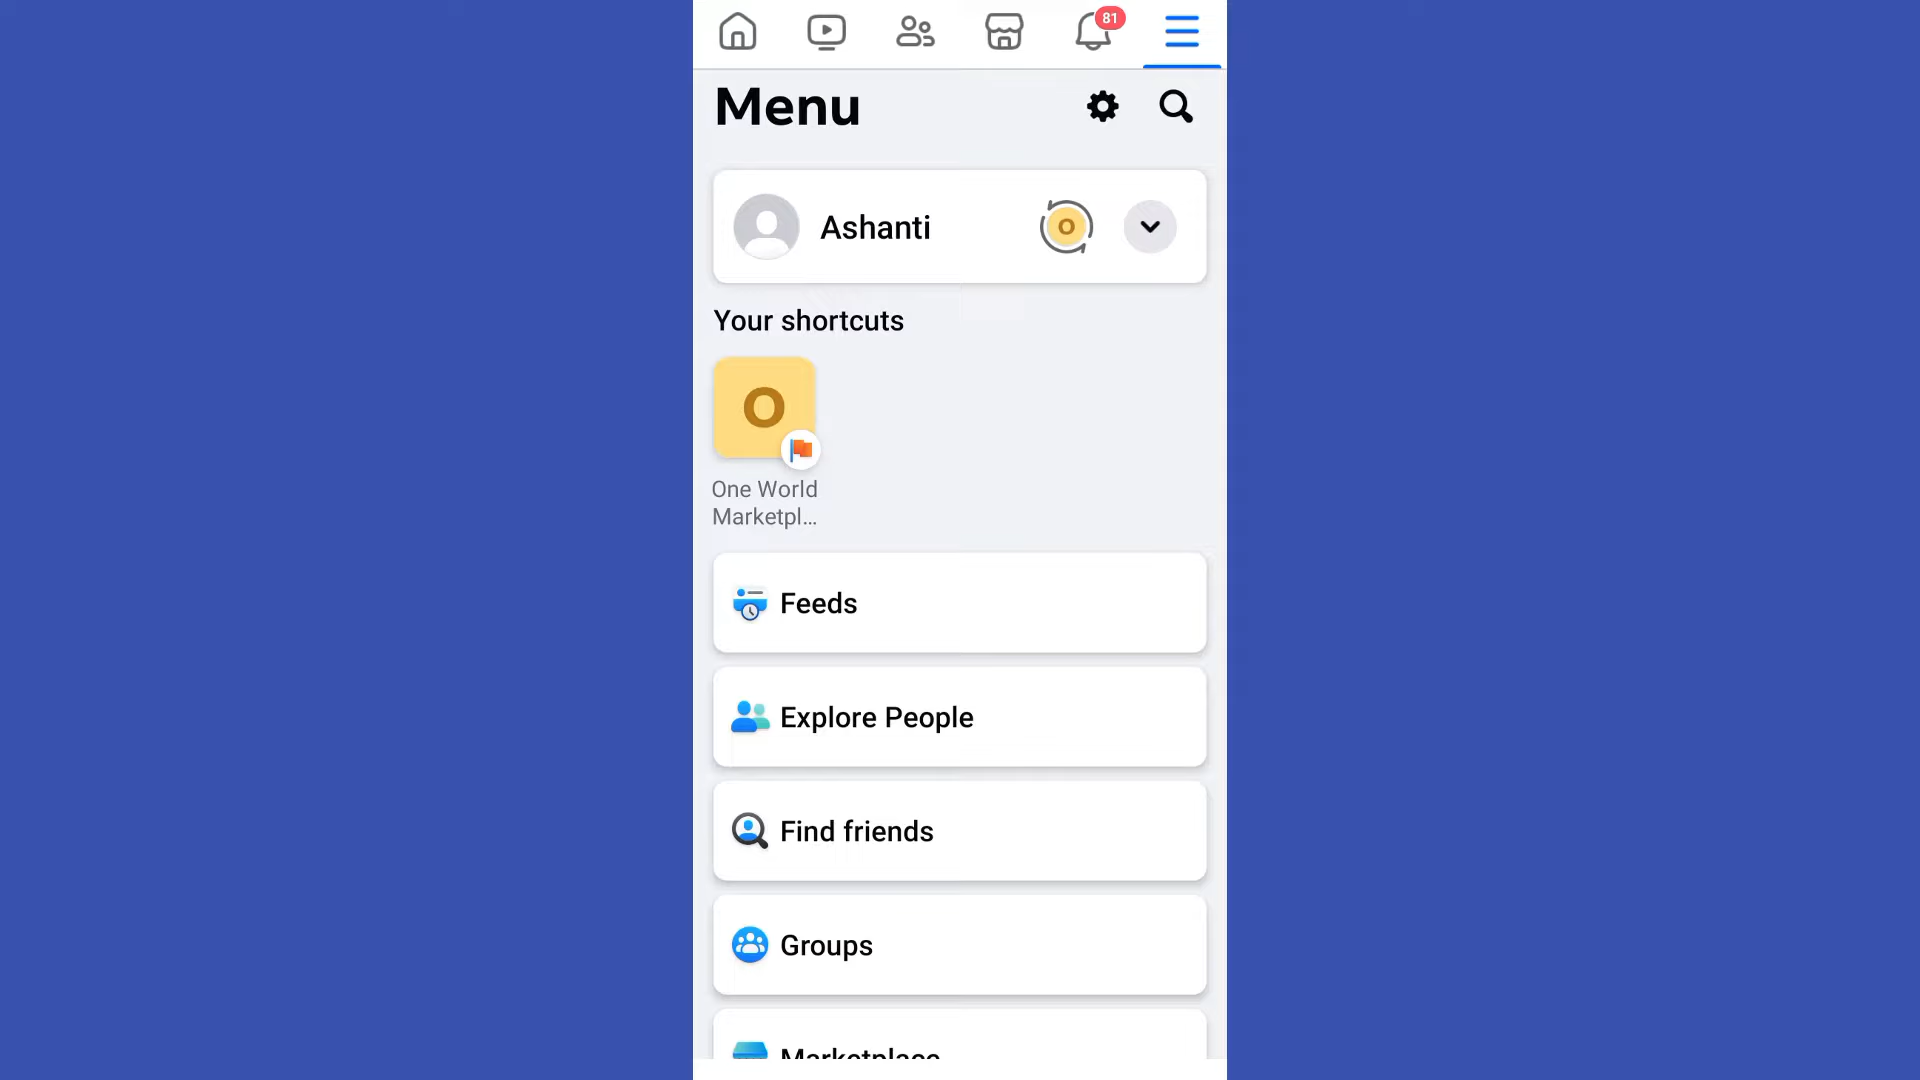 81
Menu
Ashanti
O
Your shortcuts
O
One World
Marketpl...
Feeds
Explore People
Find friends
Groups
Marketplace